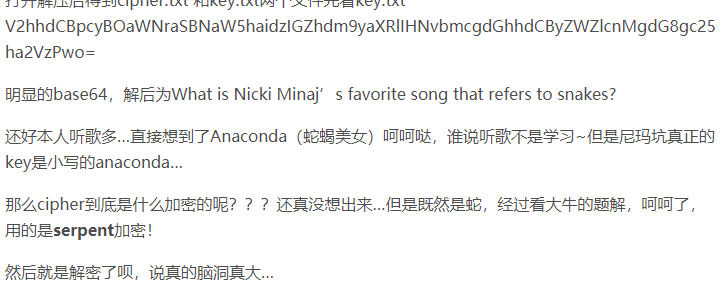 打开解压后得到cipher.txt 和key.txt两个文件先看key.txt
V2hhdCBpcyBOaWNraSBNaW5haidzIGZhdm9yaXRlIHNvbmcgdGhhdCByZWZlcnMgdG8gc25
ha2VzPwo=
明显的base64，解后为What is Nicki Minaj’s favorite song that refers to snakes?
还好本人听歌多...直接想到了Anaconda（蛇蝎美女）呵呵哒，谁说听歌不是学习~但是尼玛坑真正的
key是小写的anaconda...
那么cipher到底是什么加密的呢？？？还真没想出来...但是既然是蛇，经过看大牛的题解，呵呵了，
用的是serpent加密！
然后就是解密了呗，说真的脑洞真大...